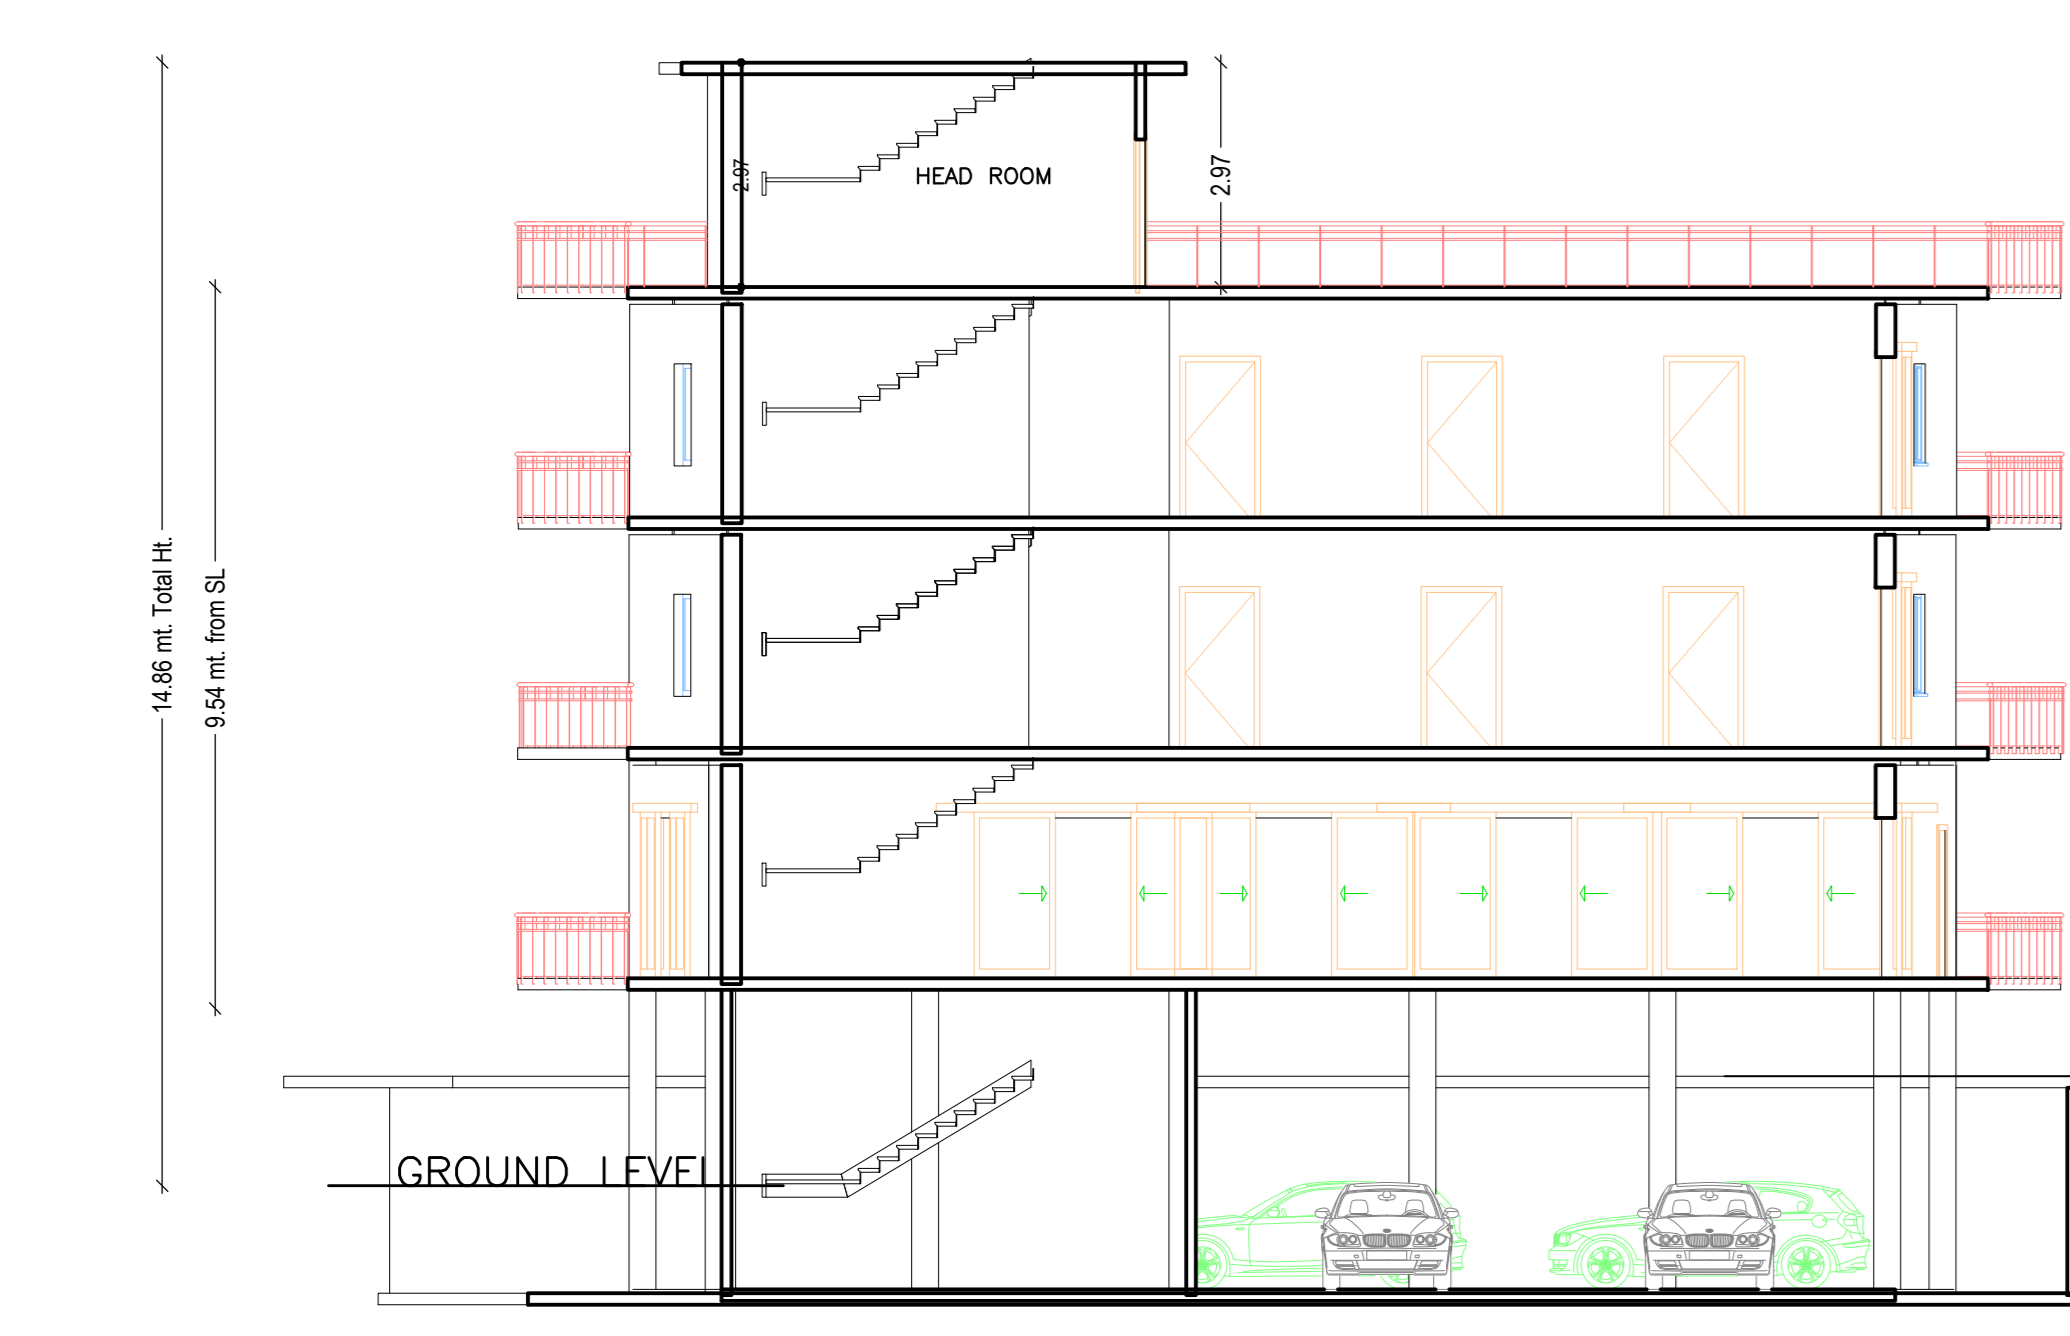 HEAD ROOM
2.97
2.97
14.86 mt. Total Ht.
9.54 mt. from SL
GROUND LEVEL